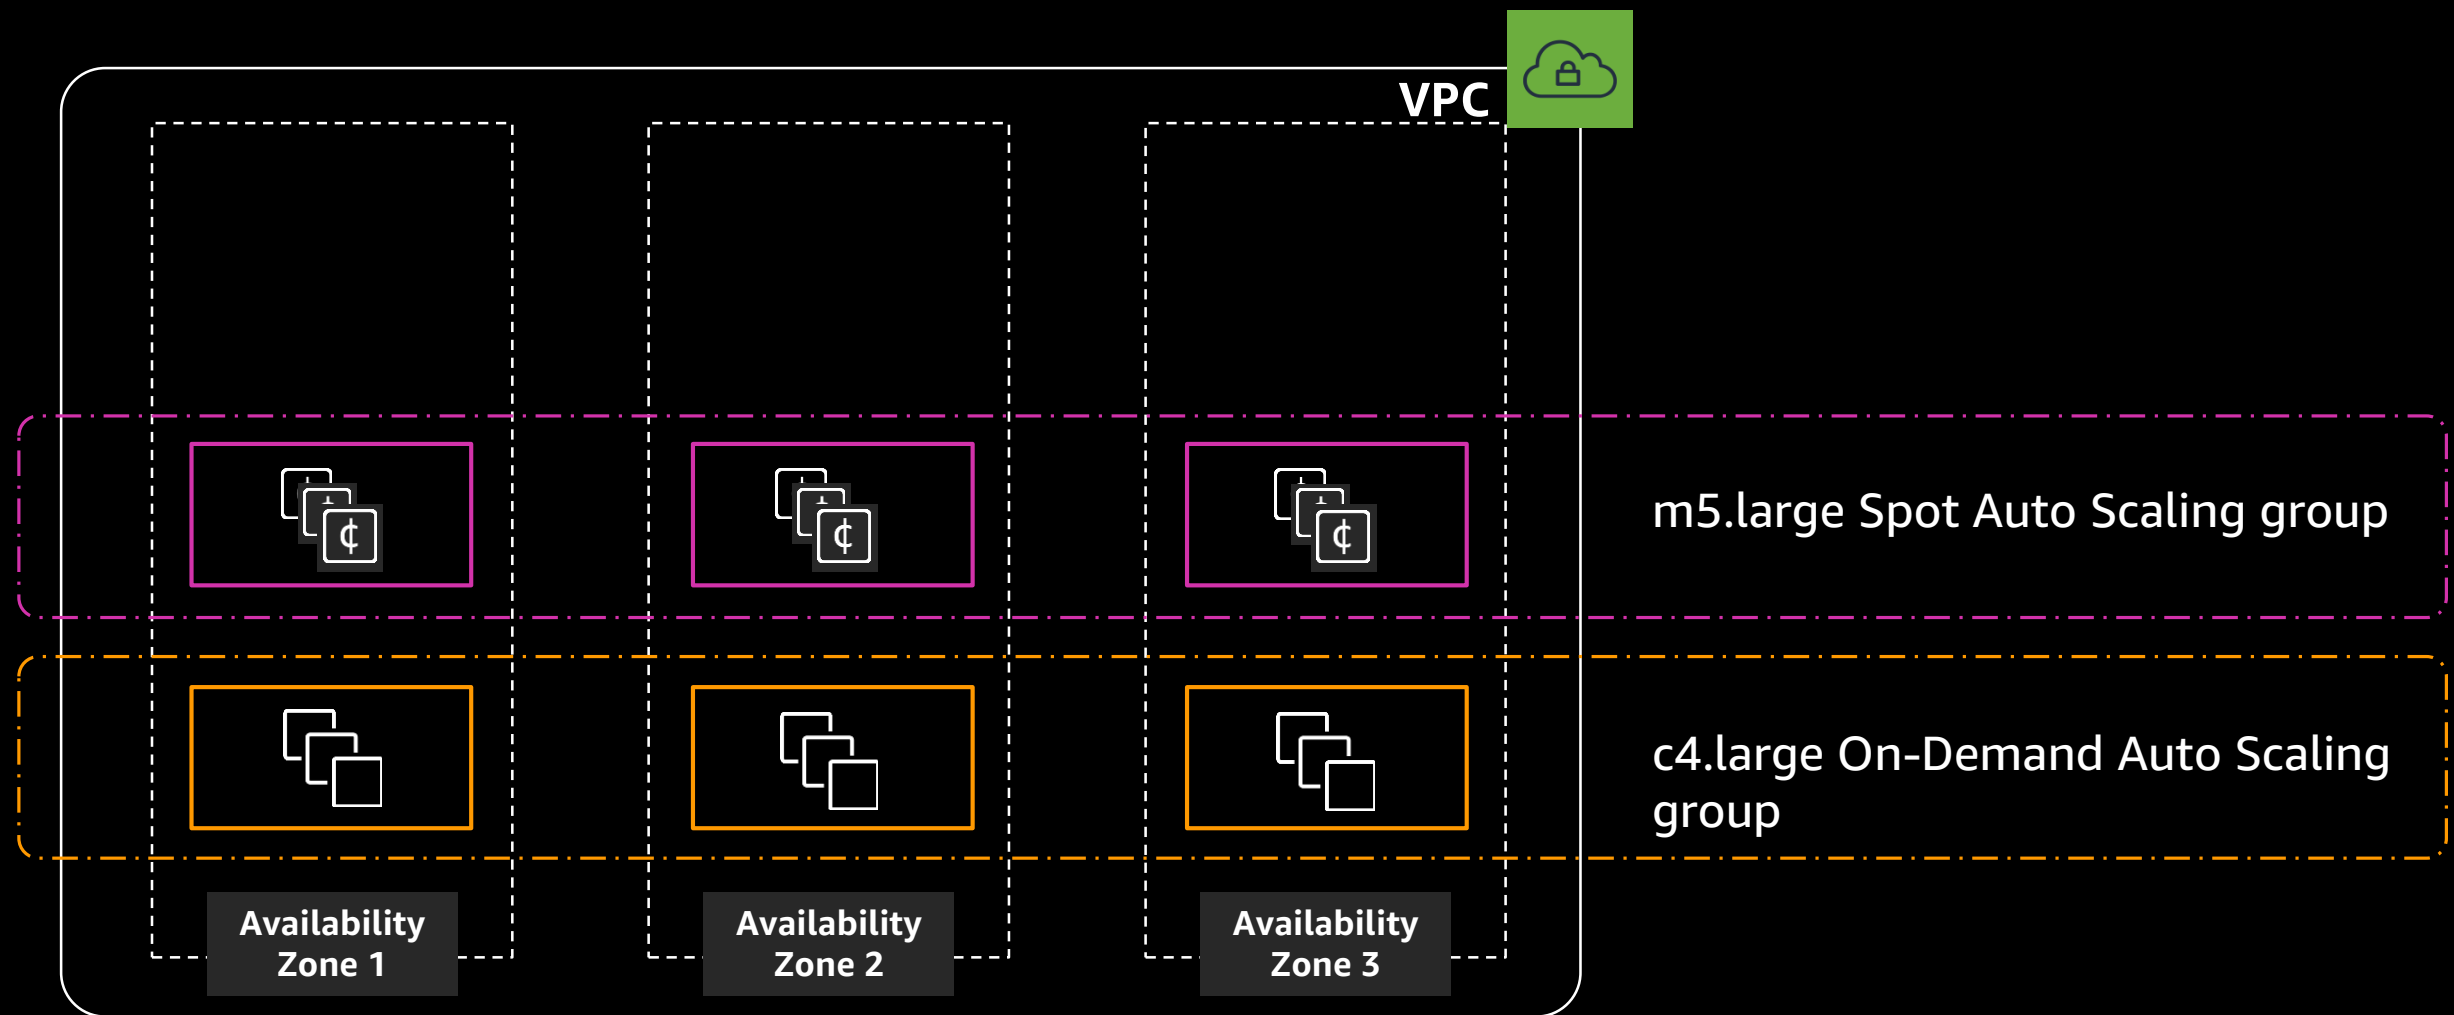 VPC
¢
¢
¢
m5.large Spot Auto Scaling group
c4.large On-Demand Auto Scaling
group
Availability
Zone 1
Availability
Zone 2
Availability
Zone 3